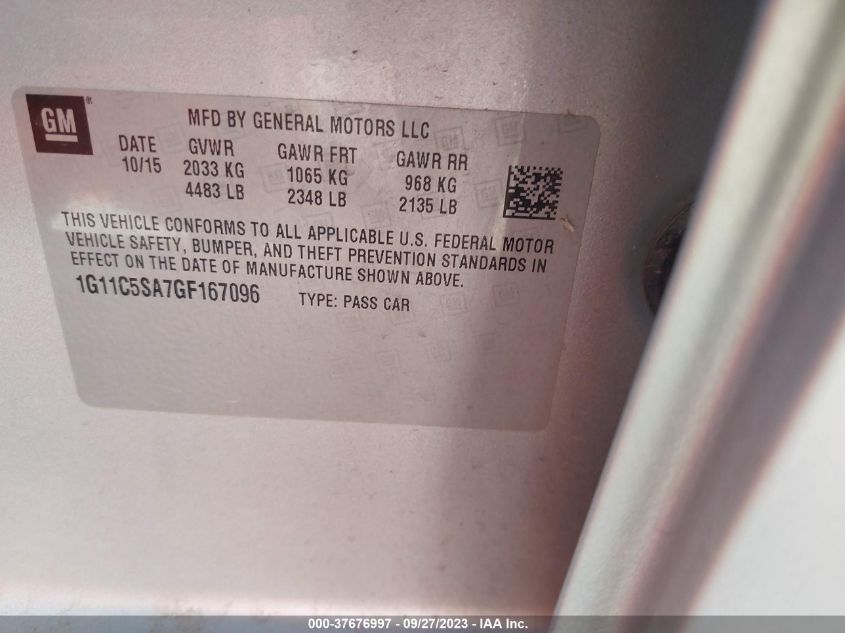 GM ®
MFD BY GENERAL MOTORS LLC
DATE GVWR GAWR FRT GAWR RR
10/15 2033 KG 1065 KG 968 KG
4483 LB 2348 LB 2135 LB
THIS VEHICLE CONFORMS TO ALL APPLICABLE U.S. FEDERAL MOTOR
VEHICLE SAFETY, BUMPER, AND THEFT PREVENTION STANDARDS IN
EFFECT ON THE DATE OF MANUFACTURE SHOWN ABOVE.
1G11C5SA7GF167096 TYPE: PASS CAR
000-37676997 - 09/27/2023 - IAA Inc.